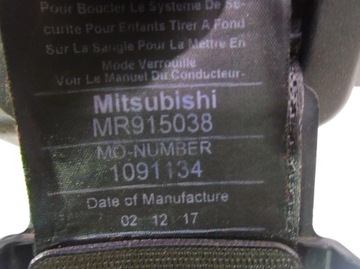 Pour Boucler Le Systeme De Se-
curite Pour Enfants Tirer A Fond
Sur La Sangle Pour La Mettre En
Mode Verrouille
Voir Le Manuel Du Conducteur-
Mitsubishi
MR915038
MO-NUMBER
1091134
Date of Manufacture
02 12 17